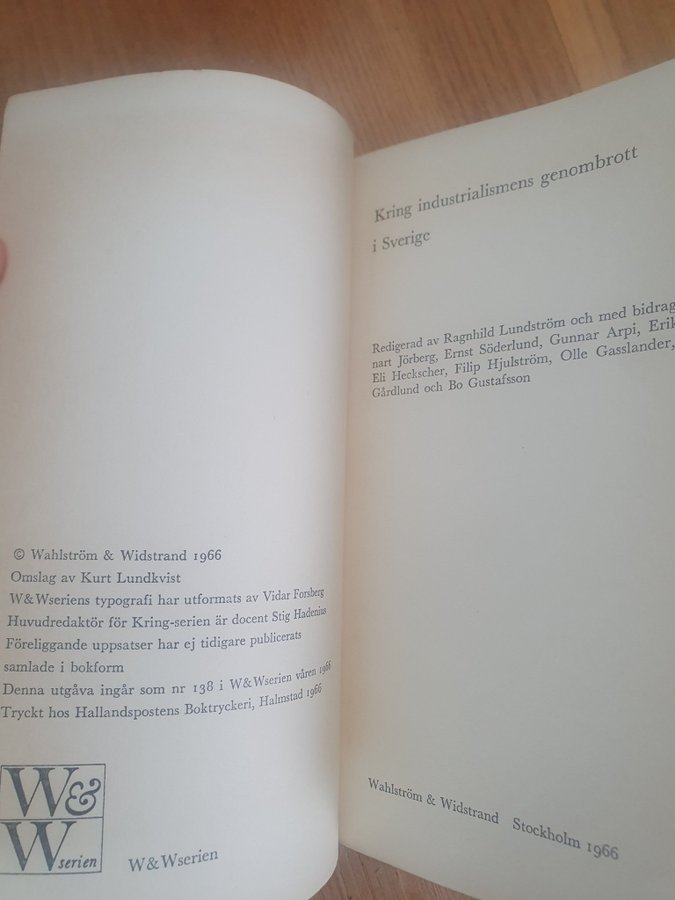 © Wahlström & Widstrand 1966
Omslag av Kurt Lundkvist
W&Wseriens typografi har utformats av Vidar Forsberg
Huvudredaktör för Kring-serien är docent Stig Hadenius
Föreliggande uppsatser har ej tidigare publicerats
samlade i bokform
Denna utgåva ingår som nr 138 i W&Wserien våren 1966
Tryckt hos Hallandspostens Boktryckeri, Halmstad 1966
W&
W serien
W&Wserien
Kring industrialismens genombrott
i Sverige
Redigerad av Ragnhild Lundström och med bidrag
nart Jörberg, Ernst Söderlund, Gunnar Arpi, Erik
Eli Heckscher, Filip Hjulström, Olle Gasslander,
Gårdlund och Bo Gustafsson
Wahlström & Widstrand Stockholm 1966